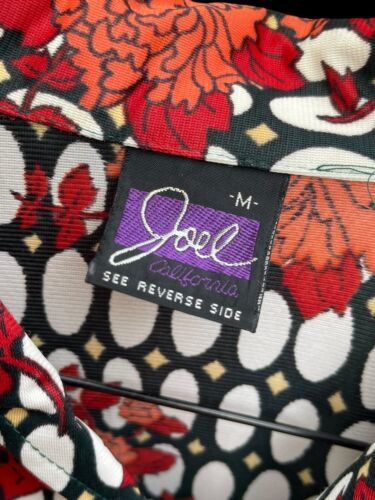 -M-
Joel
California
SEE REVERSE SIDE